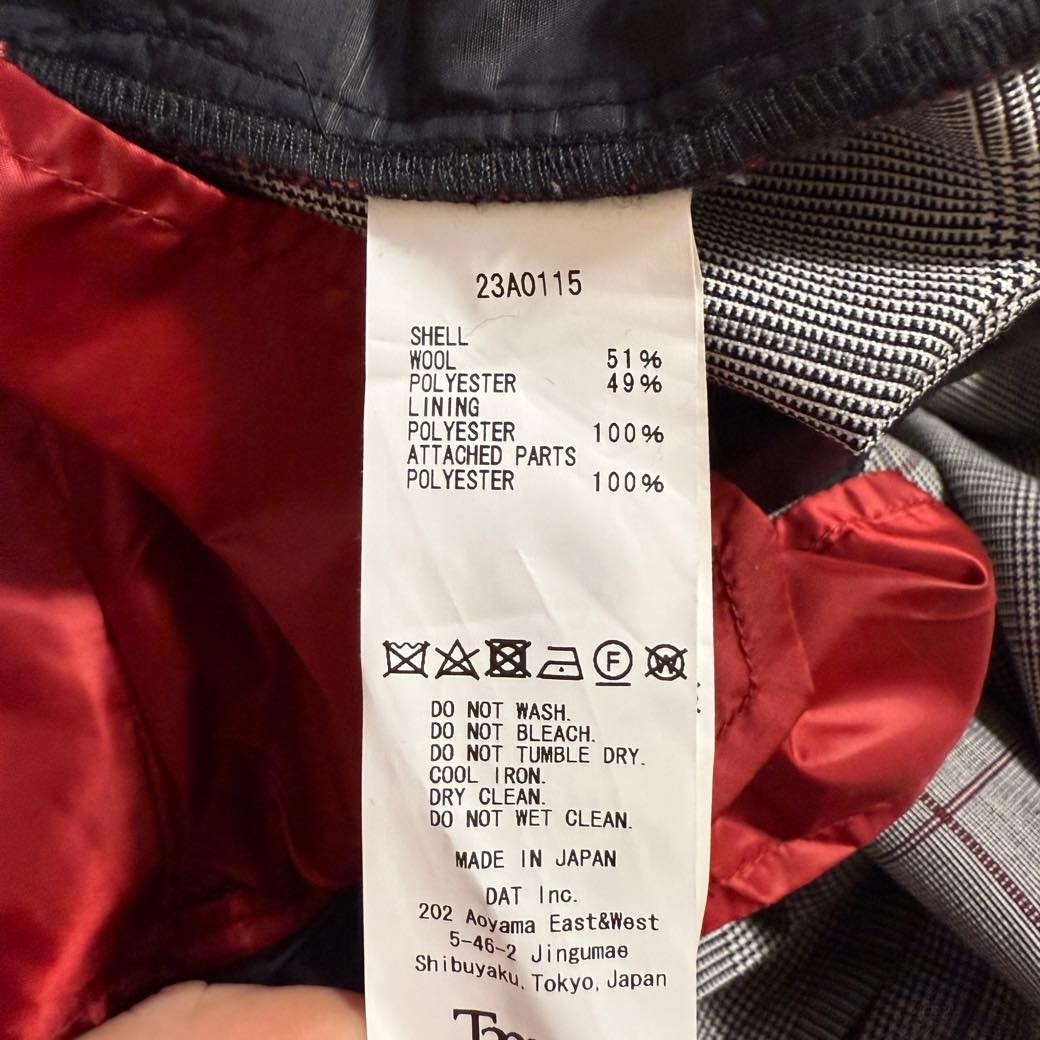 23A0115
SHELL
WOOL 51%
POLYESTER 49%
LINING
POLYESTER 100%
ATTACHED PARTS
POLYESTER 100%
F W
DO NOT WASH.
DO NOT BLEACH.
DO NOT TUMBLE DRY.
COOL IRON.
DRY CLEAN.
DO NOT WET CLEAN.
MADE IN JAPAN
DAT Inc.
202 Aoyama East&West
5-46-2 Jingumae
Shibuyaku, Tokyo, Japan